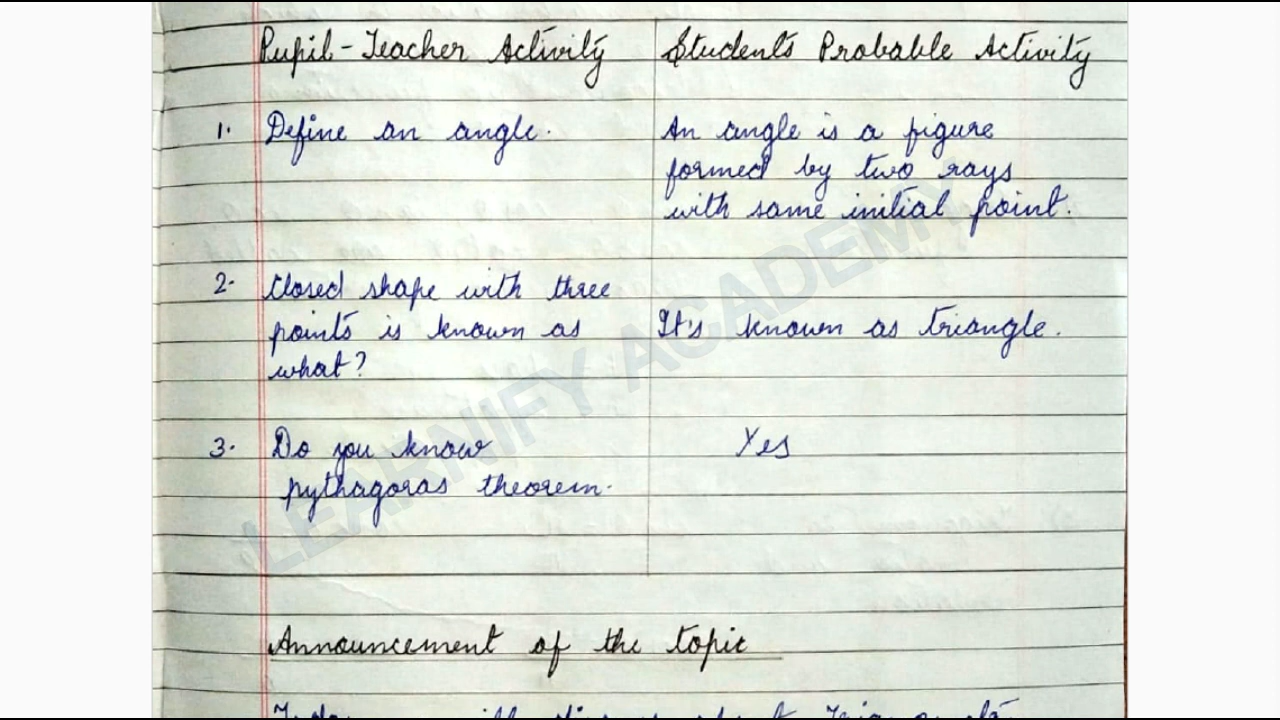 Pupil-Teacher Activity Students Probable Activity
1. Define an angle. An angle is a figure
formed by two rays
with same initial point.
2. Closed shape with three
points is known as It's known as triangle.
what?
3. Do you know Yes
pythagoras theorem.
Announcement of the topic
LEARNIFY ACADEMY